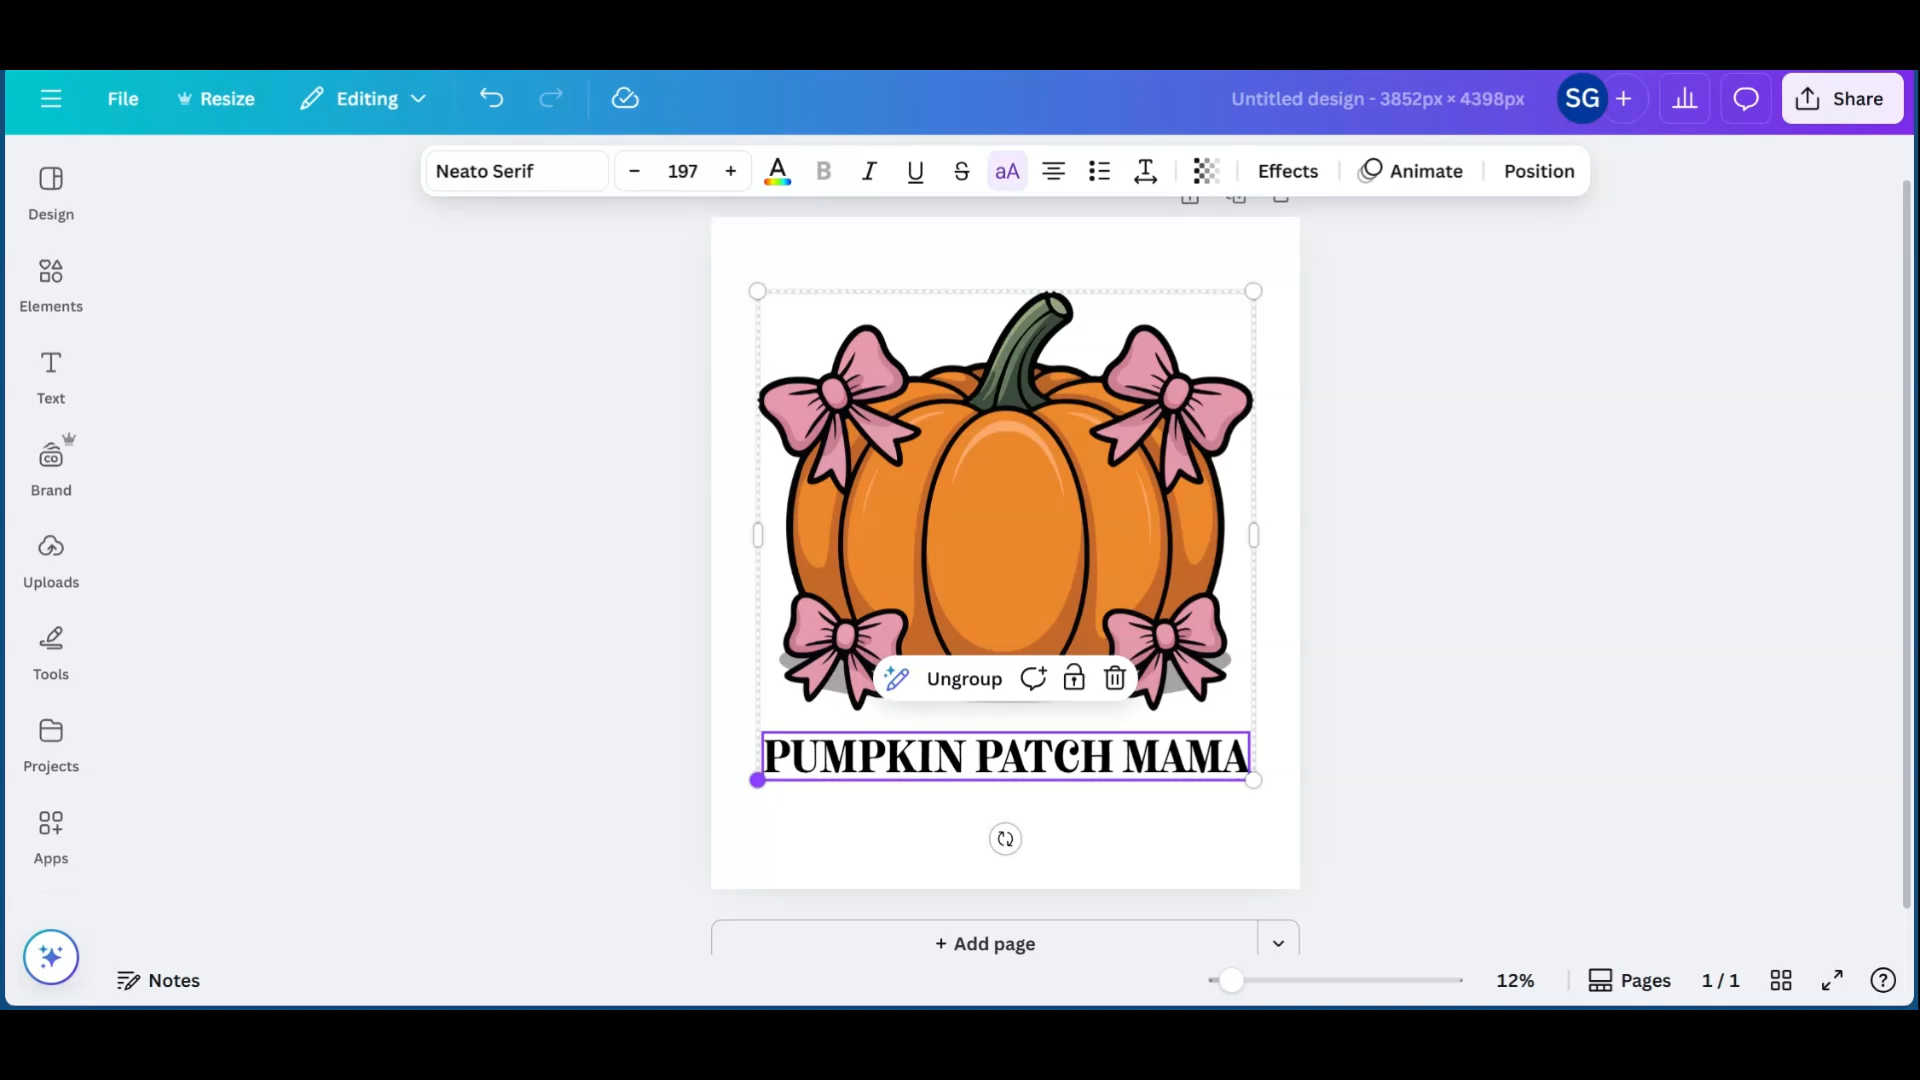 File
Resize
Editing
Untitled design - 3852px × 4398px
SG
+
Share
Neato Serif
- 197 +
A
B
I
U
S
aA
T
Effects
Animate
Position
Design
Elements
Text
CO
Brand
Uploads
Tools
Projects
Apps
Ungroup
PUMPKIN PATCH MAMA
+ Add page
Notes
12%
Pages
1 / 1
?